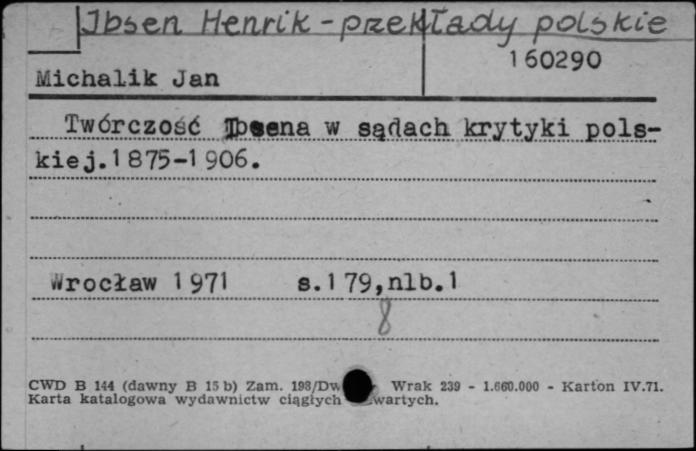 Ibsen Henrik - przekłady polskie
160290
Michalik Jan
Twórczość Ibsena w sądach krytyki pols-
kiej.1875-1906.
Wrocław 1971 s.179,nlb.1
8
CWD B 144 (dawny B 15 b) Zam. 198/Dw Wrak 239 - 1.660.000 - Karton IV.71.
Karta katalogowa wydawnictw ciągłych wartych.